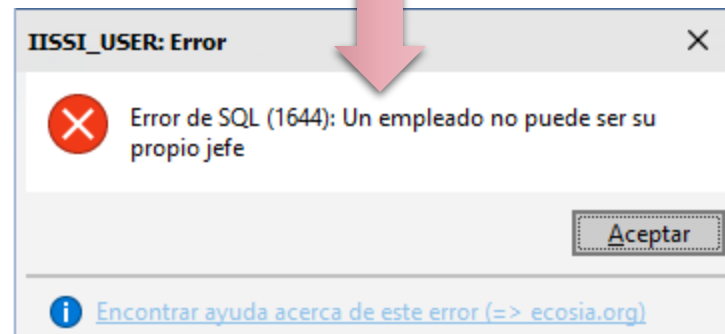 IISSI_USER: Error
Error de SQL (1644): Un empleado no puede ser su
propio jefe
Aceptar
Encontrar ayuda acerca de este error (=> ecosia.org)